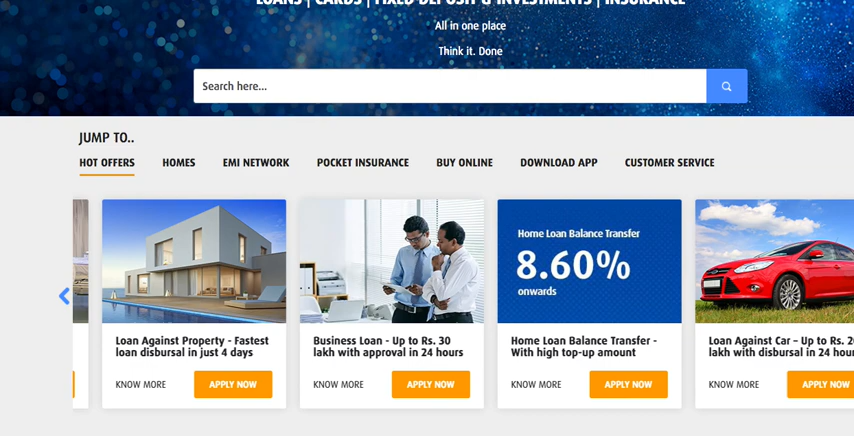 LOANS | CARDS | FIXED DEPOSIT & INVESTMENTS | INSURANCE
All in one place
Think it. Done
Search here...
JUMP TO..
HOT OFFERS HOMES EMI NETWORK POCKET INSURANCE BUY ONLINE DOWNLOAD APP CUSTOMER SERVICE
Home Loan Balance Transfer
8.60%
onwards
Loan Against Property - Fastest
loan disbursal in just 4 days
KNOW MORE APPLY NOW
Business Loan - Up to Rs. 30
lakh with approval in 24 hours
KNOW MORE APPLY NOW
Home Loan Balance Transfer -
With high top-up amount
KNOW MORE APPLY NOW
Loan Against Car – Up to Rs.
lakh with disbursal in 24
KNOW MORE APPLY NOW